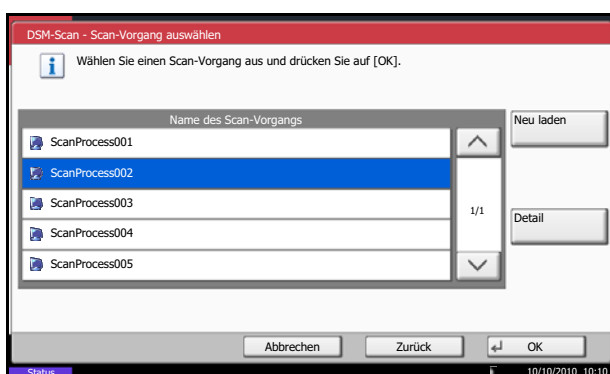 DSM-Scan - Scan-Vorgang auswählen
Wählen Sie einen Scan-Vorgang aus und drücken Sie auf [OK].
Name des Scan-Vorgangs
Neu laden
ScanProcess001
ScanProcess002
ScanProcess003
1/1
Detail
ScanProcess004
ScanProcess005
Abbrechen
Zurück
OK
Status
10/10/2010 10:10